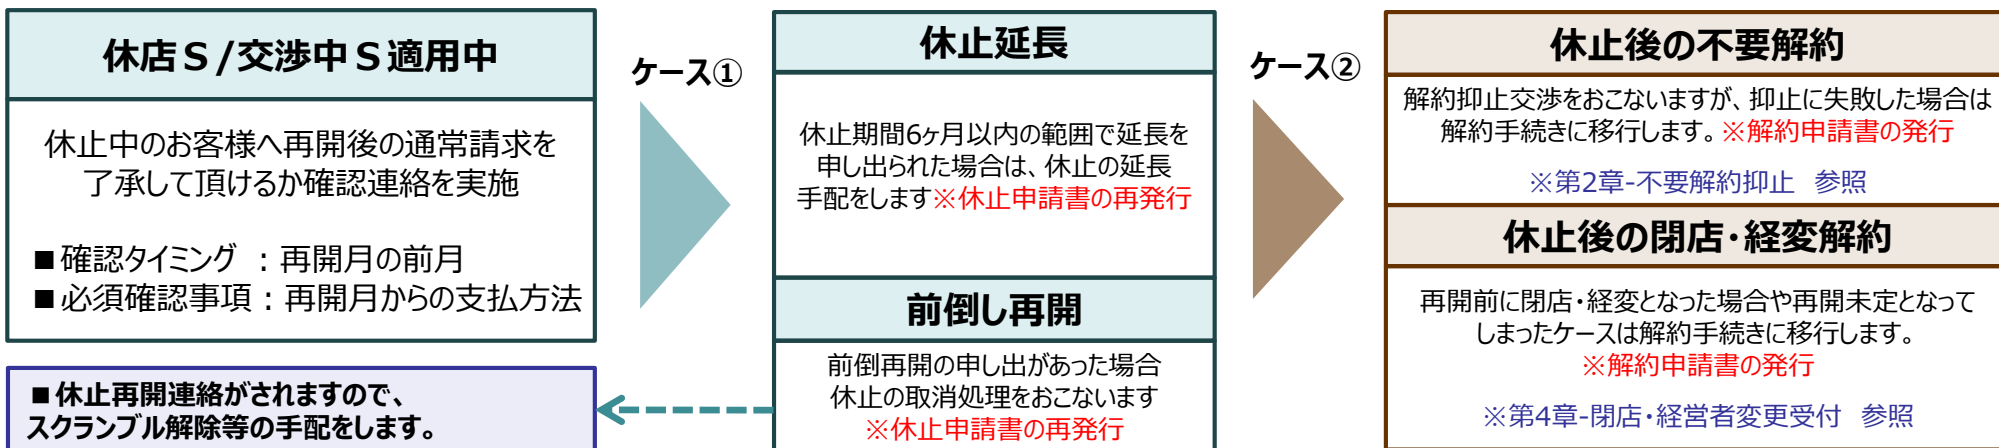 休店S/交渉中S適用中
休止中のお客様へ再開後の通常請求を
了承して頂けるか確認連絡を実施
■確認タイミング ：再開月の前月
■必須確認事項：再開月からの支払方法
■休止再開連絡がされますので、
スクランブル解除等の手配をします。
ケース①
休止延長
休止期間6ヶ月以内の範囲で延長を
申し出られた場合は、休止の延長
手配をします※休止申請書の再発行
前倒し再開
前倒再開の申し出があった場合
休止の取消処理をおこないます
※休止申請書の再発行
ケース②
休止後の不要解約
解約抑止交渉をおこないますが、抑止に失敗した場合は
解約手続きに移行します。※解約申請書の発行
※第2章-不要解約抑止 参照
休止後の閉店・経変解約
再開前に閉店・経変となった場合や再開未定となって
しまったケースは解約手続きに移行します。
※解約申請書の発行
※第4章-閉店・経営者変更受付 参照